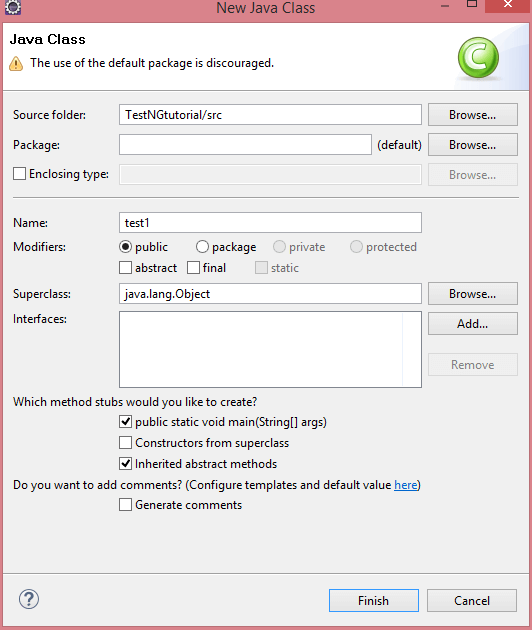 New Java Class
Java Class
The use of the default package is discouraged.
Source folder: TestNGtutorial/src Browse...
Package: (default) Browse...
Enclosing type: Browse...
Name: test1
Modifiers: public package private protected
abstract final static
Superclass: java.lang.Object Browse...
Interfaces: Add...
Remove
Which method stubs would you like to create?
public static void main(String[] args)
Constructors from superclass
Inherited abstract methods
Do you want to add comments? (Configure templates and default value here)
Generate comments
? Finish Cancel